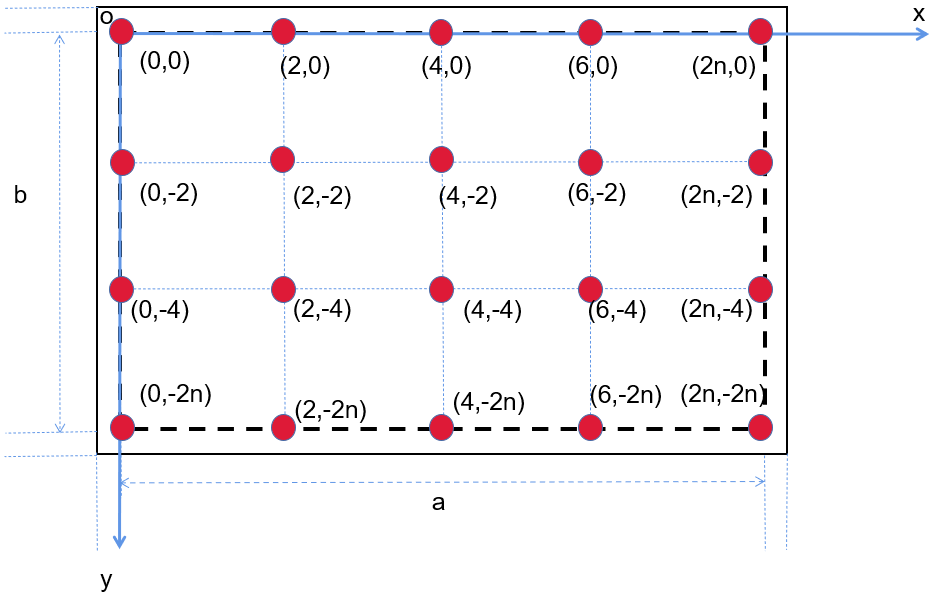 o
x
(0,0) (2,0) (4,0) (6,0) (2n,0)
b
(0,-2) (2,-2) (4,-2) (6,-2) (2n,-2)
(0,-4) (2,-4) (4,-4) (6,-4) (2n,-4)
(0,-2n) (2,-2n) (4,-2n) (6,-2n) (2n,-2n)
a
y